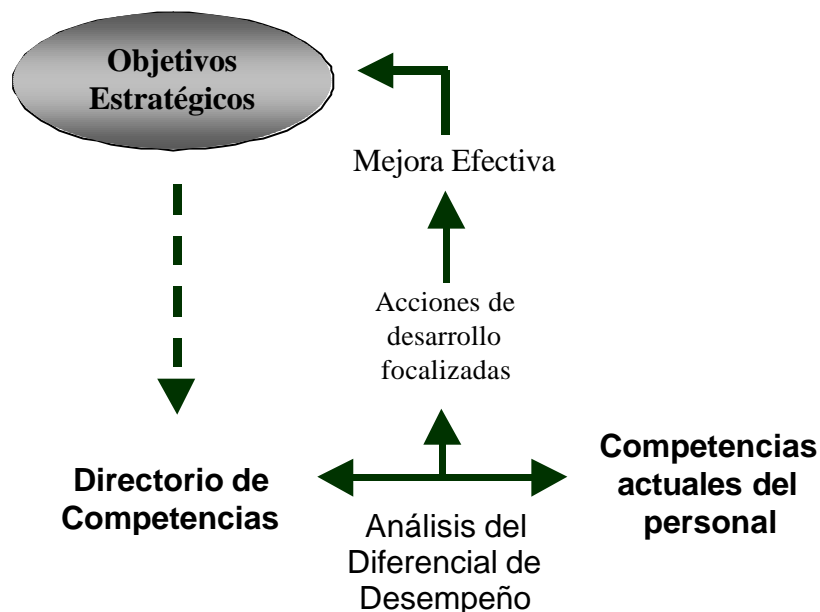 Objetivos
Estratégicos
Mejora Efectiva
Acciones de
desarrollo
focalizadas
Directorio de
Competencias
Competencias
actuales del
personal
Análisis del
Diferencial de
Desempeño